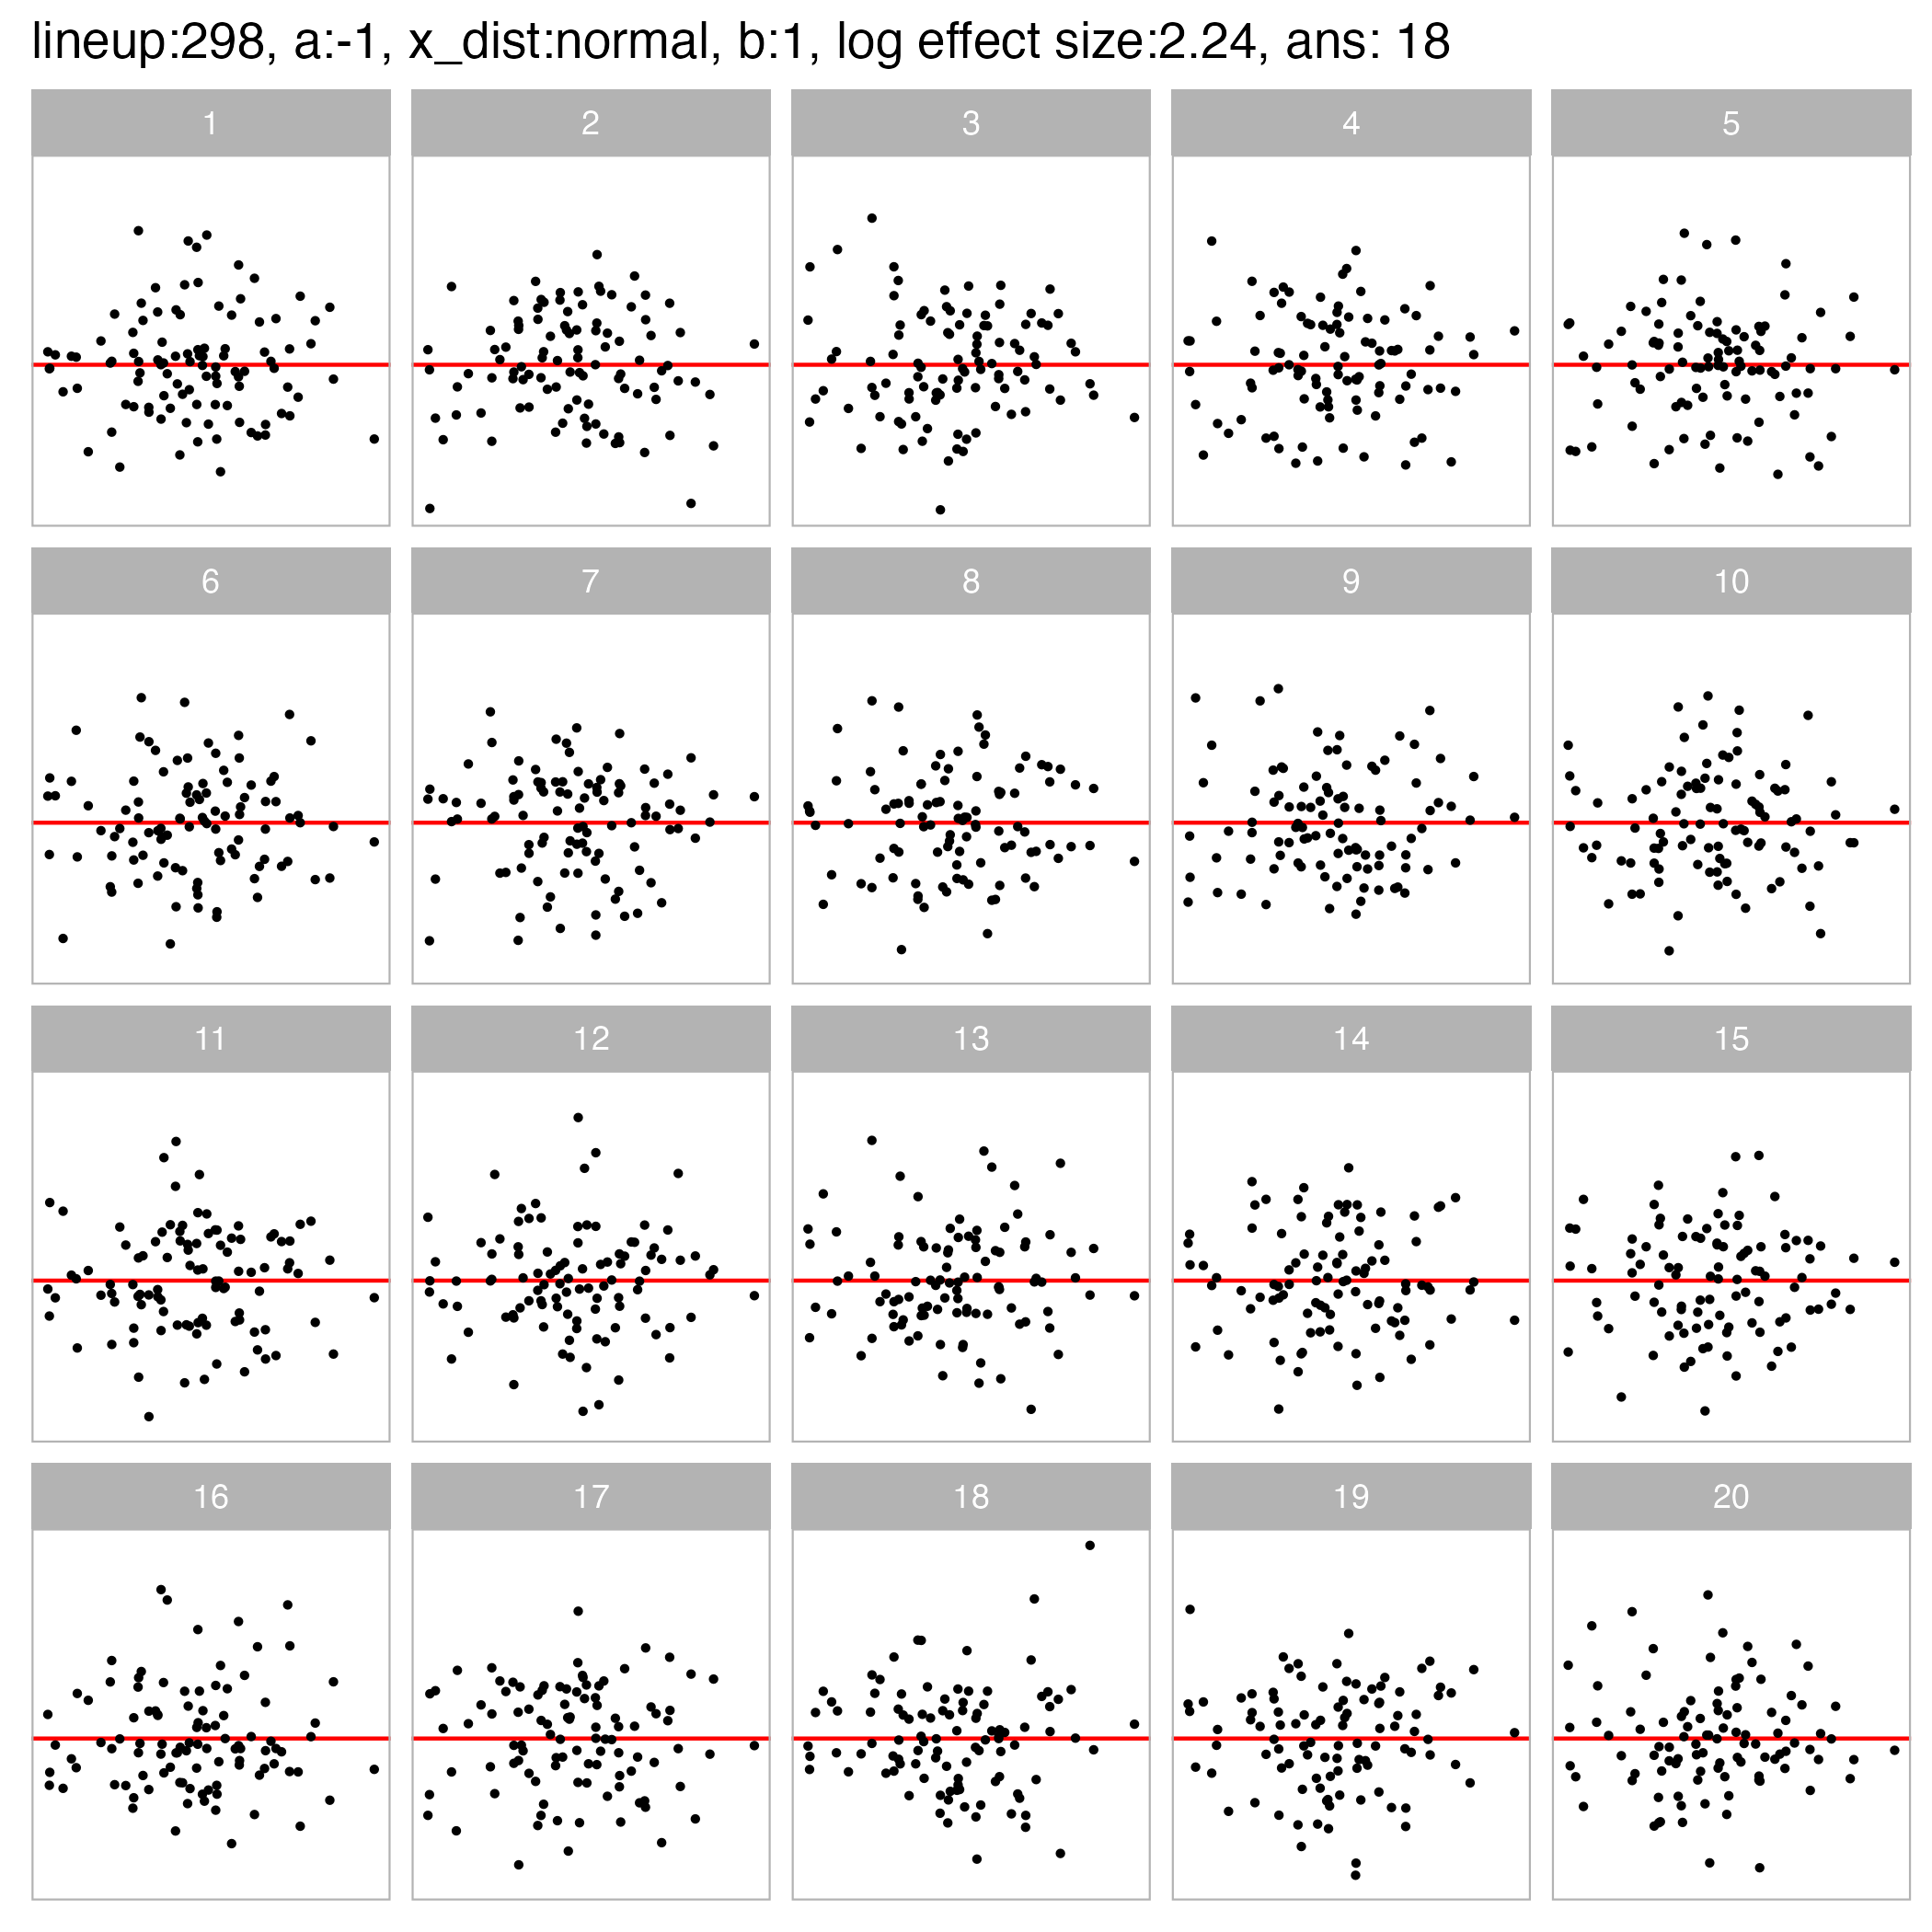 lineup:298, a:-1, x_dist:normal, b:1, log effect size:2.24, ans: 18
1 2 3 4 5
6 7 8 9 10
11 12 13 14 15
16 17 18 19 20